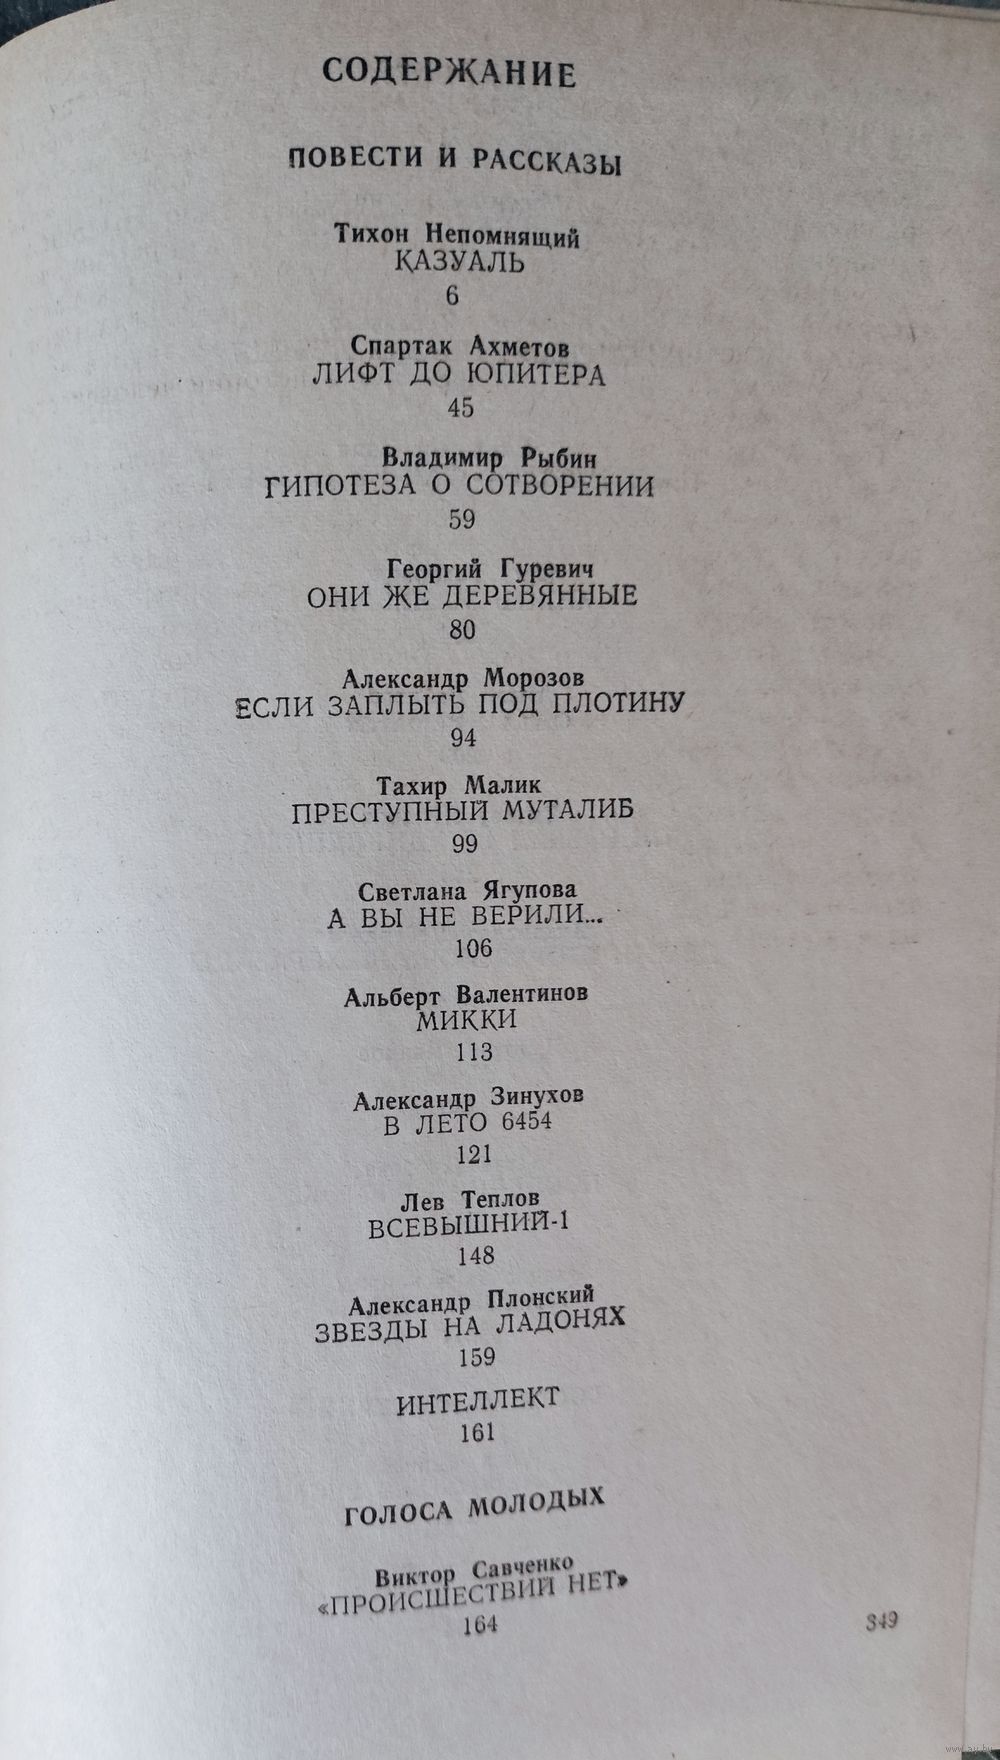 СОДЕРЖАНИЕ
ПОВЕСТИ И РАССКАЗЫ
Тихон Непомнящий
КАЗУАЛЬ
6
Спартак Ахметов
ЛИФТ ДО ЮПИТЕРА
45
Владимир Рыбин
ГИПОТЕЗА О СОТВОРЕНИИ
59
Георгий Гуревич
ОНИ ЖЕ ДЕРЕВЯННЫЕ
80
Александр Морозов
ЕСЛИ ЗАПЛЫТЬ ПОД ПЛОТИНУ
94
Тахир Малик
ПРЕСТУПНЫЙ МУТАЛИБ
99
Светлана Ягупова
А ВЫ НЕ ВЕРИЛИ...
106
Альберт Валентинов
МИККИ
113
Александр Зинухов
В ЛЕТО 6454
121
Лев Теплов
ВСЕВЫШНИЙ-1
148
Александр Плонский
ЗВЕЗДЫ НА ЛАДОНЯХ
159
ИНТЕЛЛЕКТ
161
ГОЛОСА МОЛОДЫХ
Виктор Савченко
«ПРОИСШЕСТВИЙ НЕТ»
164
349
www.ay.by